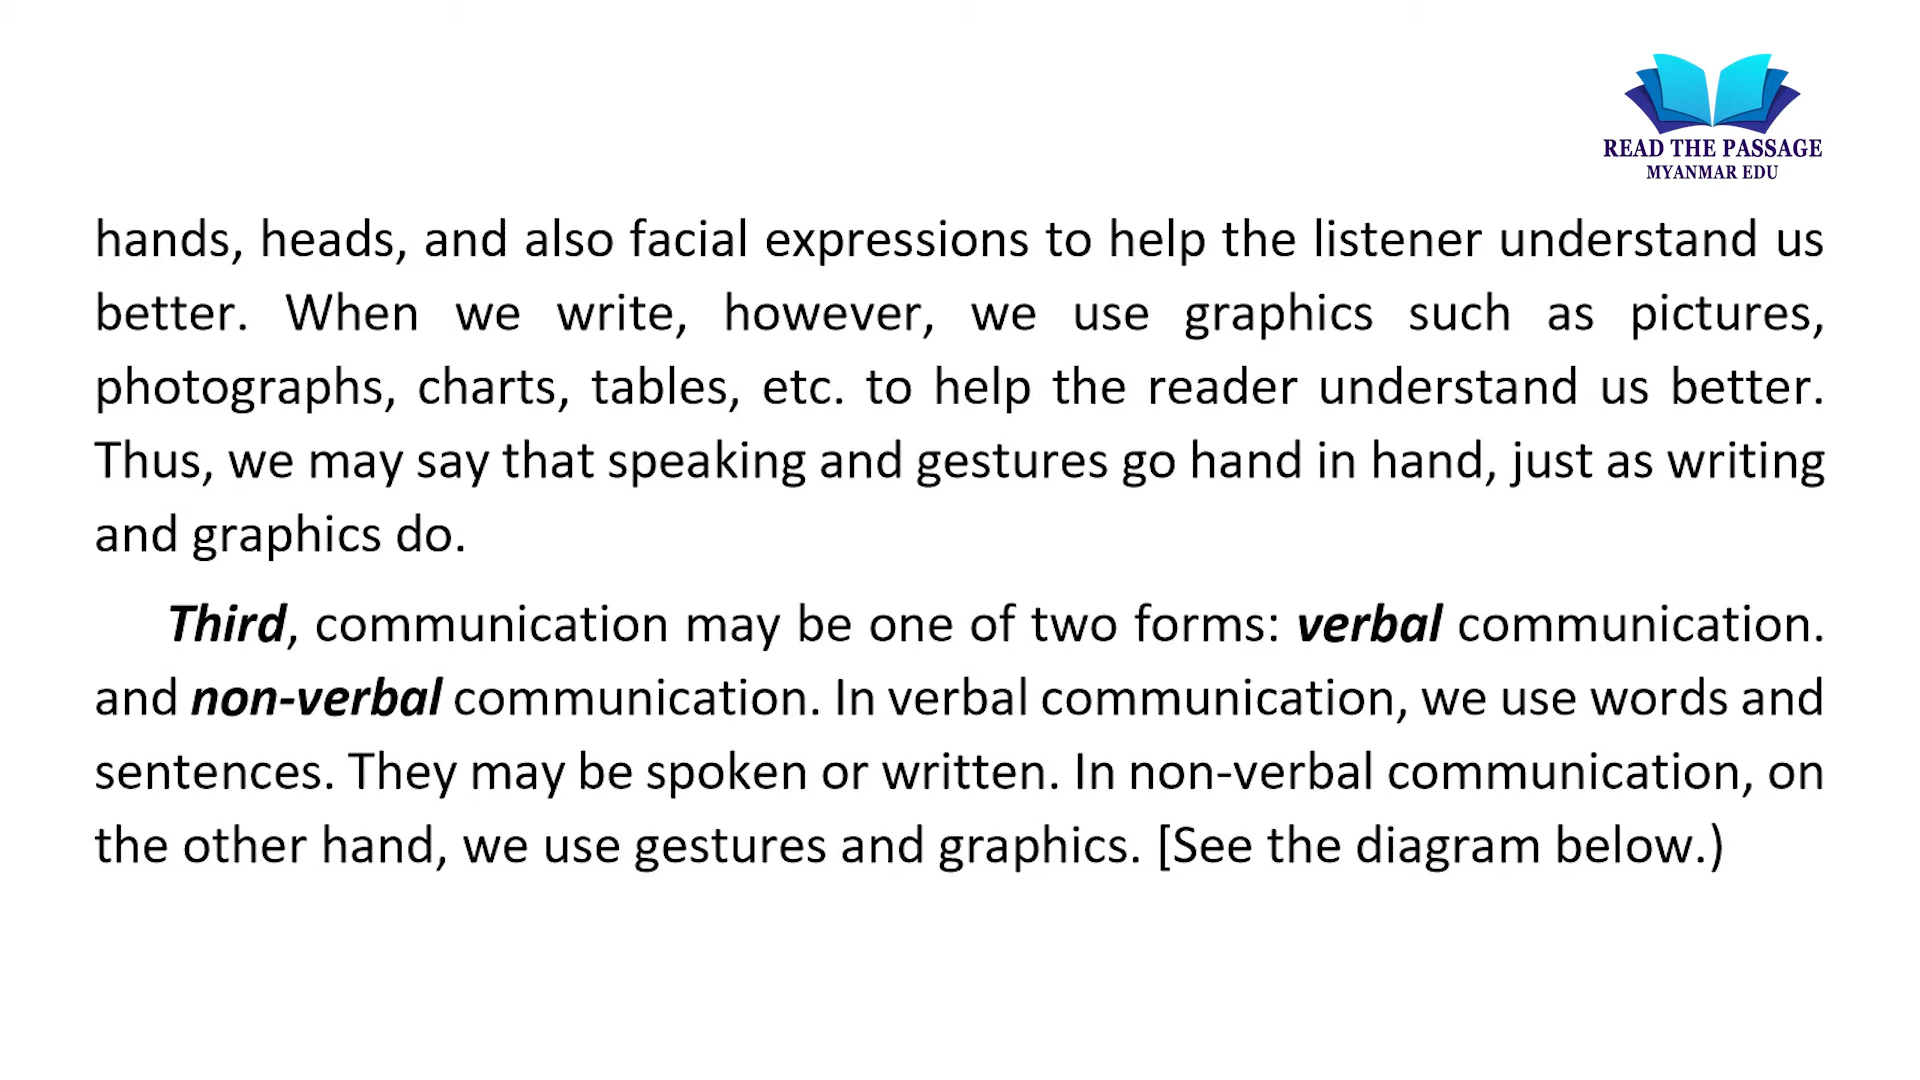 READ THE PASSAGE
MYANMAR EDU
hands, heads, and also facial expressions to help the listener understand us
better. When we write, however, we use graphics such as pictures,
photographs, charts, tables, etc. to help the reader understand us better.
Thus, we may say that speaking and gestures go hand in hand, just as writing
and graphics do.
Third, communication may be one of two forms: verbal communication.
and non-verbal communication. In verbal communication, we use words and
sentences. They may be spoken or written. In non-verbal communication, on
the other hand, we use gestures and graphics. [See the diagram below.)